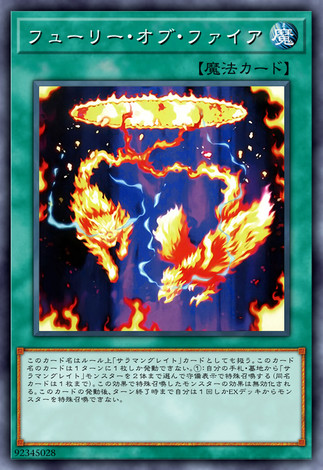 フューリー・オブ・ファイア
魔
【魔法カード】
このカード名はルール上「サラマングレイト」カードとしても扱う。このカード
名のカードは1ターンに1枚しか発動できない。①:自分の手札・墓地から「サ
ラマングレイト」モンスターを2体まで選んで守備表示で特殊召喚する(同名
カードは1枚まで)。この効果で特殊召喚したモンスターの効果は無効化され
る。このカードの発動後、ターン終了時まで自分は1回しかEXデッキからモン
スターを特殊召喚できない。
92345028